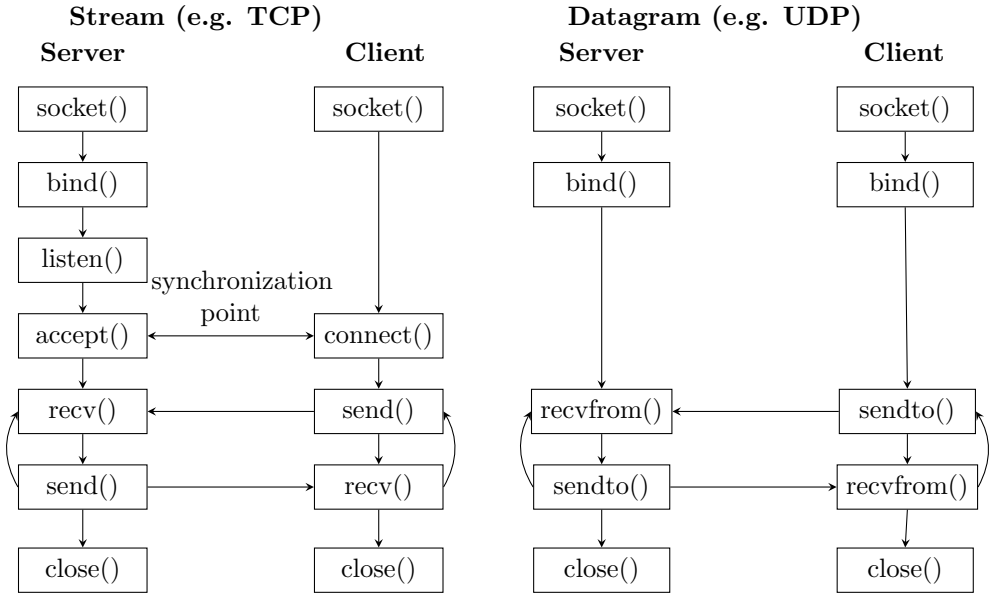 Stream (e.g. TCP)
Server
Client
socket()
socket()
bind()
listen()
synchronization
point
accept()
connect()
recv()
send()
send()
recv()
close()
close()
Datagram (e.g. UDP)
Server
Client
socket()
socket()
bind()
bind()
recvfrom()
sendto()
sendto()
recvfrom()
close()
close()